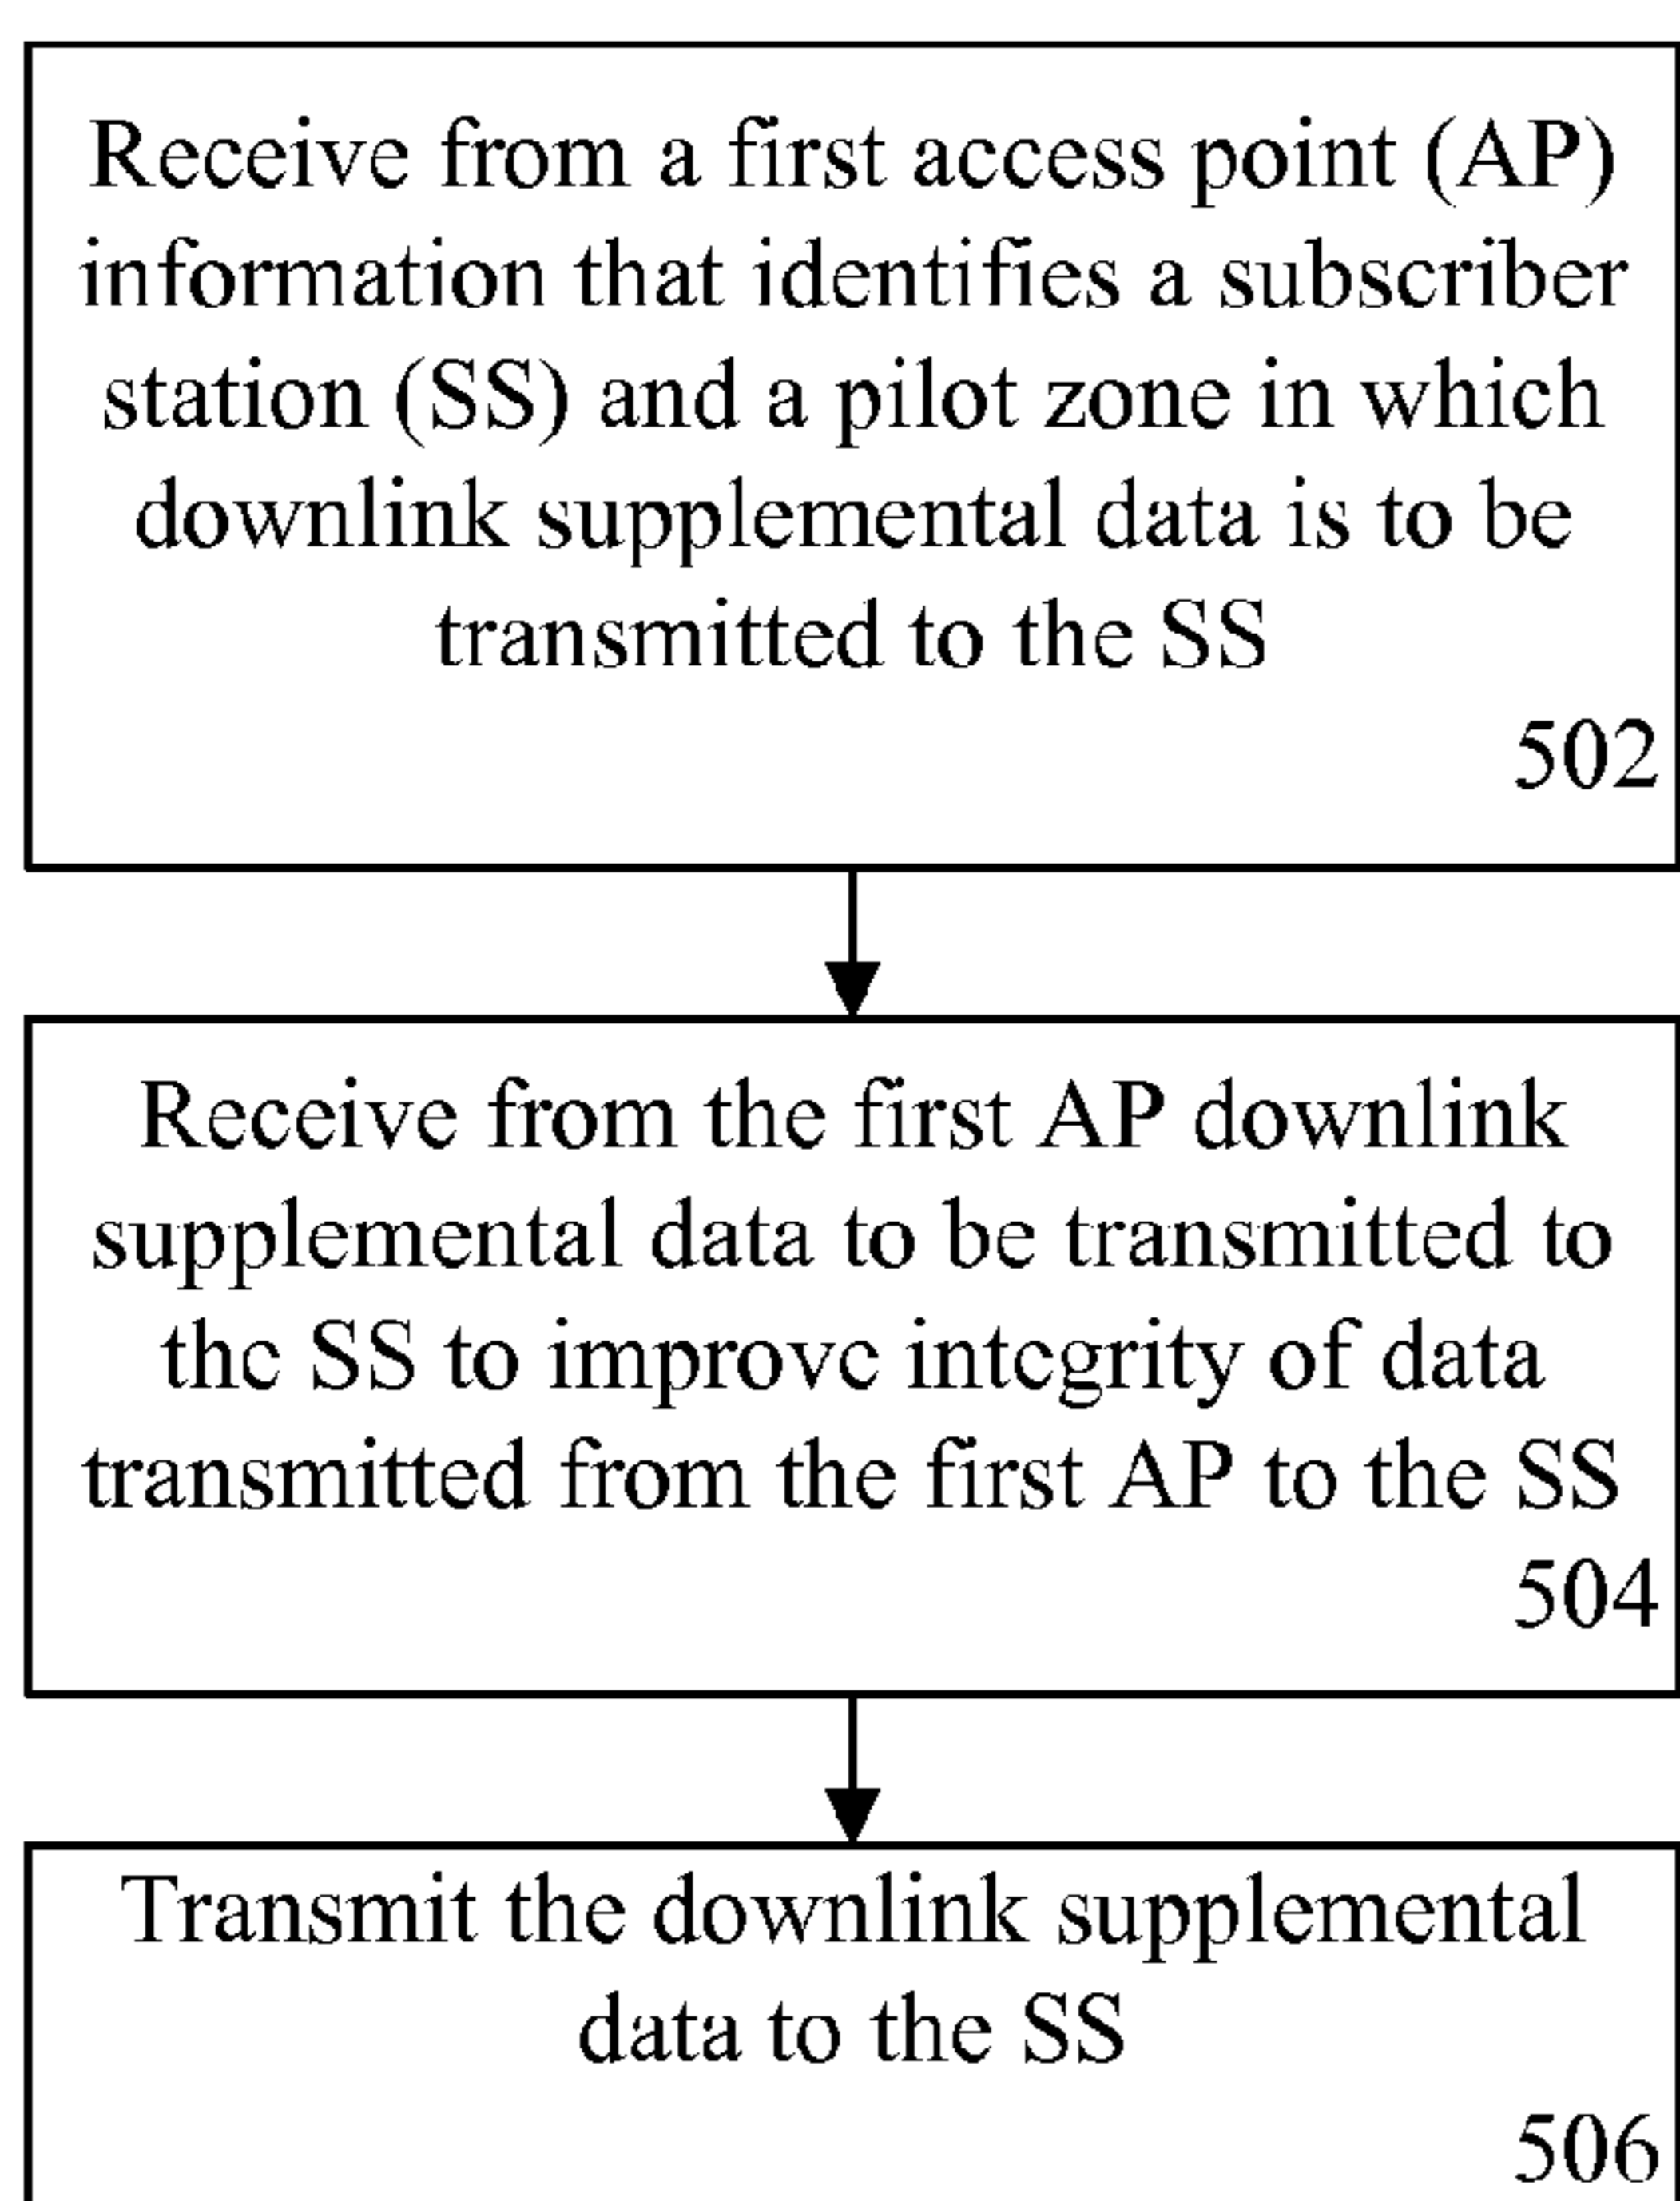 Receive from a first access point (AP)
information that identifies a subscriber
station (SS) and a pilot zone in which
downlink supplemental data is to be
transmitted to the SS
502
Receive from the first AP downlink
supplemental data to be transmitted to
the SS to improve integrity of data
transmitted from the first AP to the SS
504
Transmit the downlink supplemental
data to the SS
506